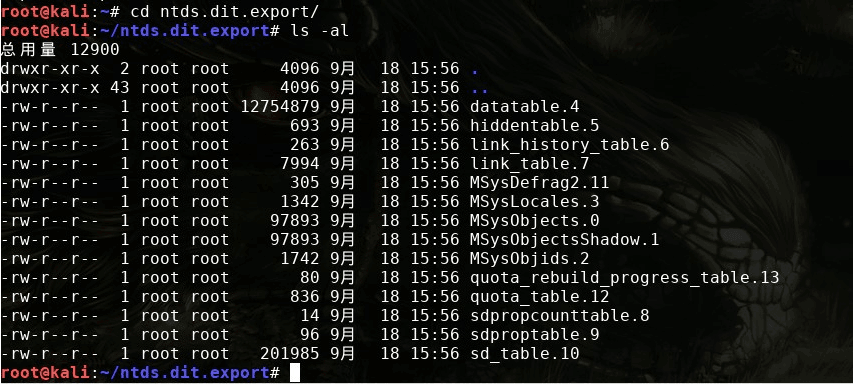 root@kali:~# cd ntds.dit.export/
root@kali:~/ntds.dit.export# ls -al
总用量 12900
drwxr-xr-x  2 root root     4096 9月  18 15:56 .
drwxr-xr-x 43 root root     4096 9月  18 15:56 ..
-rw-r--r--  1 root root 12754879 9月  18 15:56 datatable.4
-rw-r--r--  1 root root      693 9月  18 15:56 hiddentable.5
-rw-r--r--  1 root root      263 9月  18 15:56 link_history_table.6
-rw-r--r--  1 root root     7994 9月  18 15:56 link_table.7
-rw-r--r--  1 root root      305 9月  18 15:56 MSysDefrag2.11
-rw-r--r--  1 root root     1342 9月  18 15:56 MSysLocales.3
-rw-r--r--  1 root root    97893 9月  18 15:56 MSysObjects.0
-rw-r--r--  1 root root    97893 9月  18 15:56 MSysObjectsShadow.1
-rw-r--r--  1 root root     1742 9月  18 15:56 MSysObjids.2
-rw-r--r--  1 root root       80 9月  18 15:56 quota_rebuild_progress_table.13
-rw-r--r--  1 root root      836 9月  18 15:56 quota_table.12
-rw-r--r--  1 root root       14 9月  18 15:56 sdpropcounttable.8
-rw-r--r--  1 root root       96 9月  18 15:56 sdproptable.9
-rw-r--r--  1 root root   201985 9月  18 15:56 sd_table.10
root@kali:~/ntds.dit.export#